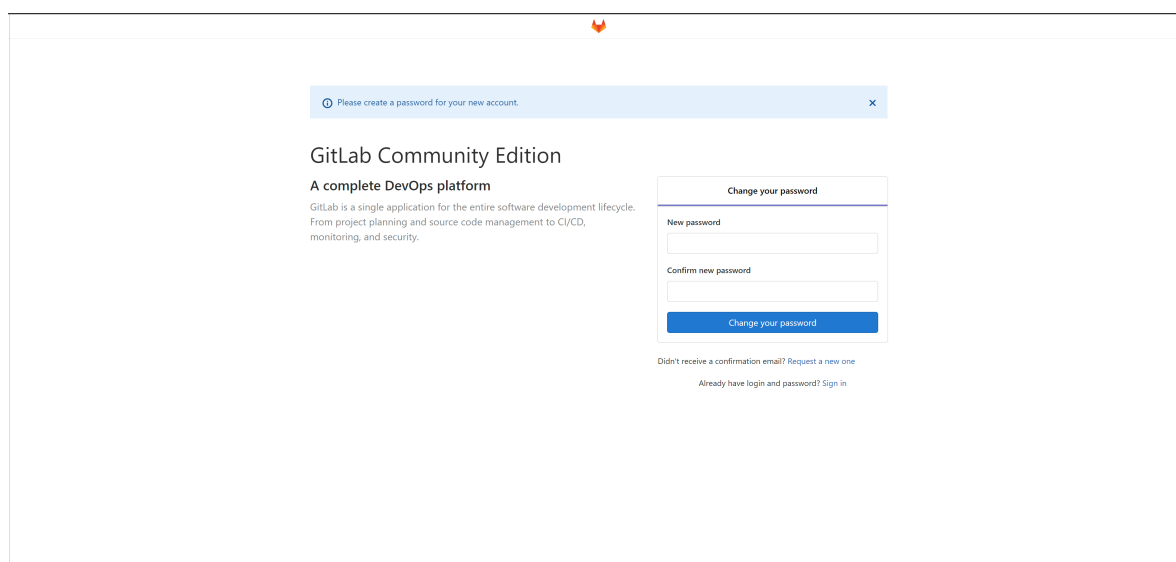 Please create a password for your new account.
GitLab Community Edition
A complete DevOps platform
GitLab is a single application for the entire software development lifecycle.
From project planning and source code management to CI/CD,
monitoring, and security.
Change your password
New password
Confirm new password
Change your password
Didn't receive a confirmation email? Request a new one
Already have login and password? Sign in